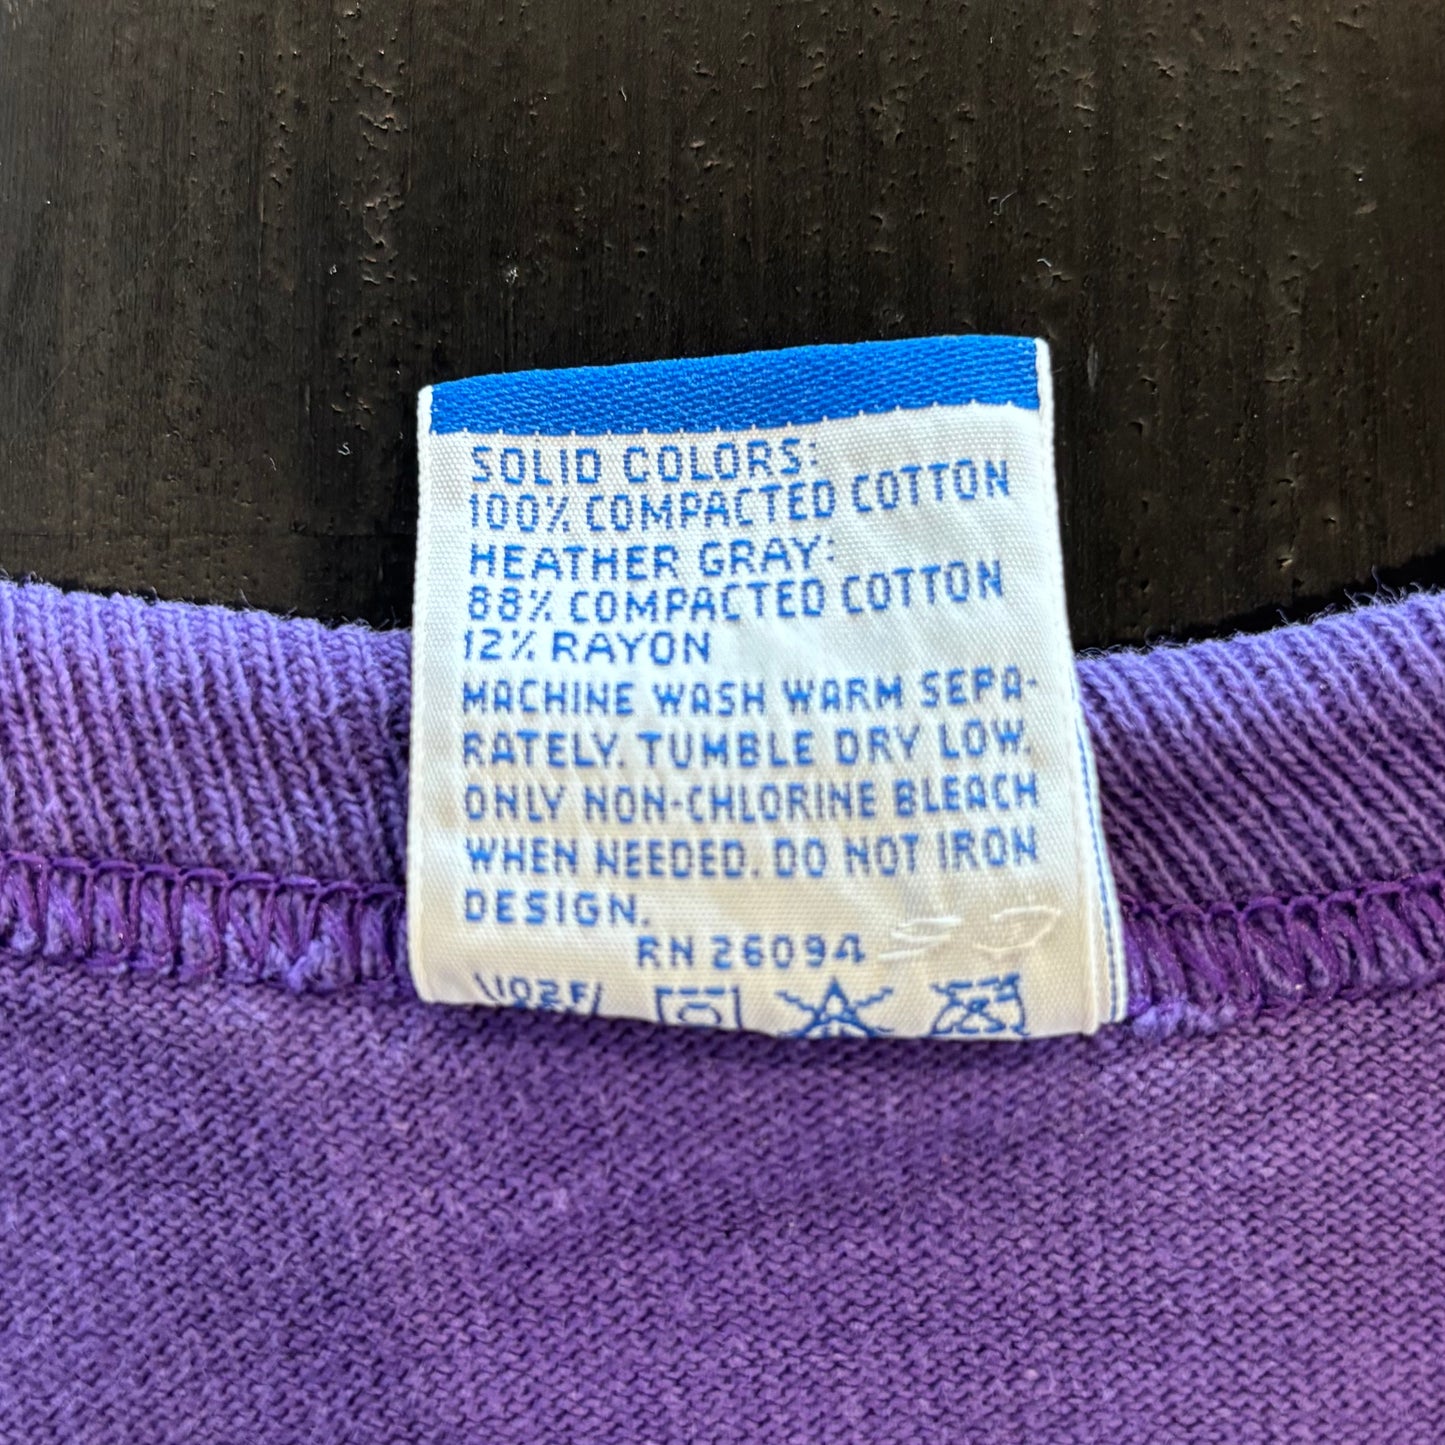 SOLID COLORS:
100% COMPACTED COTTON
HEATHER GRAY:
88% COMPACTED COTTON
12% RAYON
MACHINE WASH WARM SEPA-
RATELY. TUMBLE DRY LOW.
ONLY NON-CHLORINE BLEACH
WHEN NEEDED. DO NOT IRON
DESIGN.
RN 26094
102F